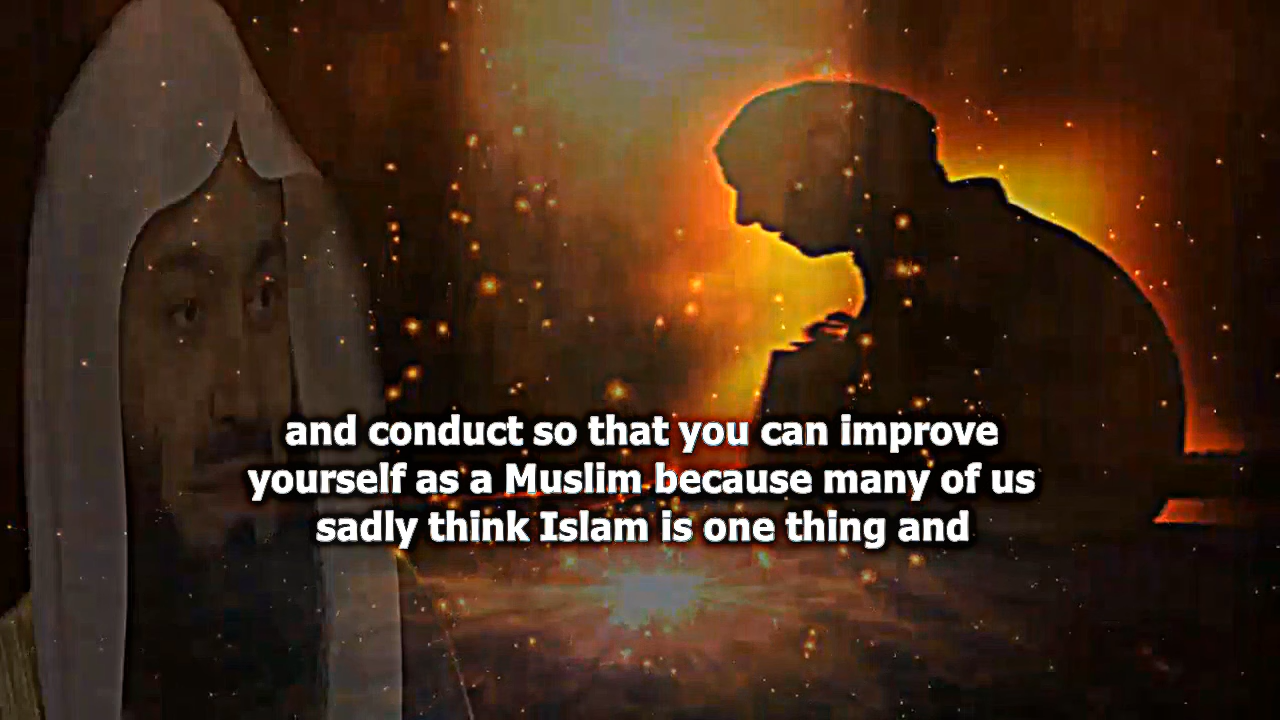 and conduct so that you can improve
yourself as a Muslim because many of us
sadly think Islam is one thing and